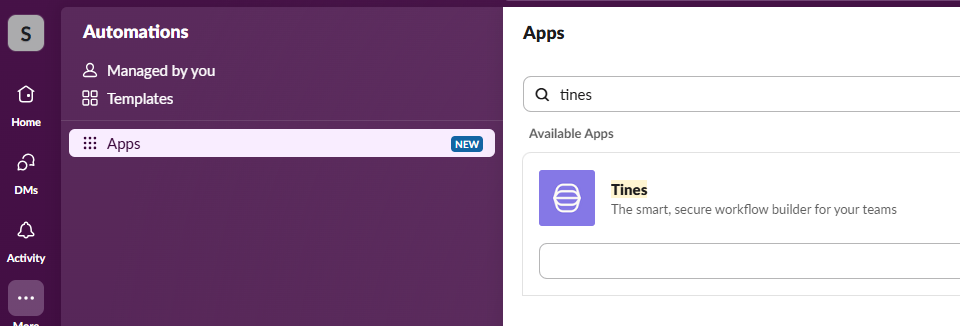 S
Home
DMs
Activity
More
Automations
Managed by you
Templates
Apps
NEW
Apps
tines
Available Apps
Tines
The smart, secure workflow builder for your teams